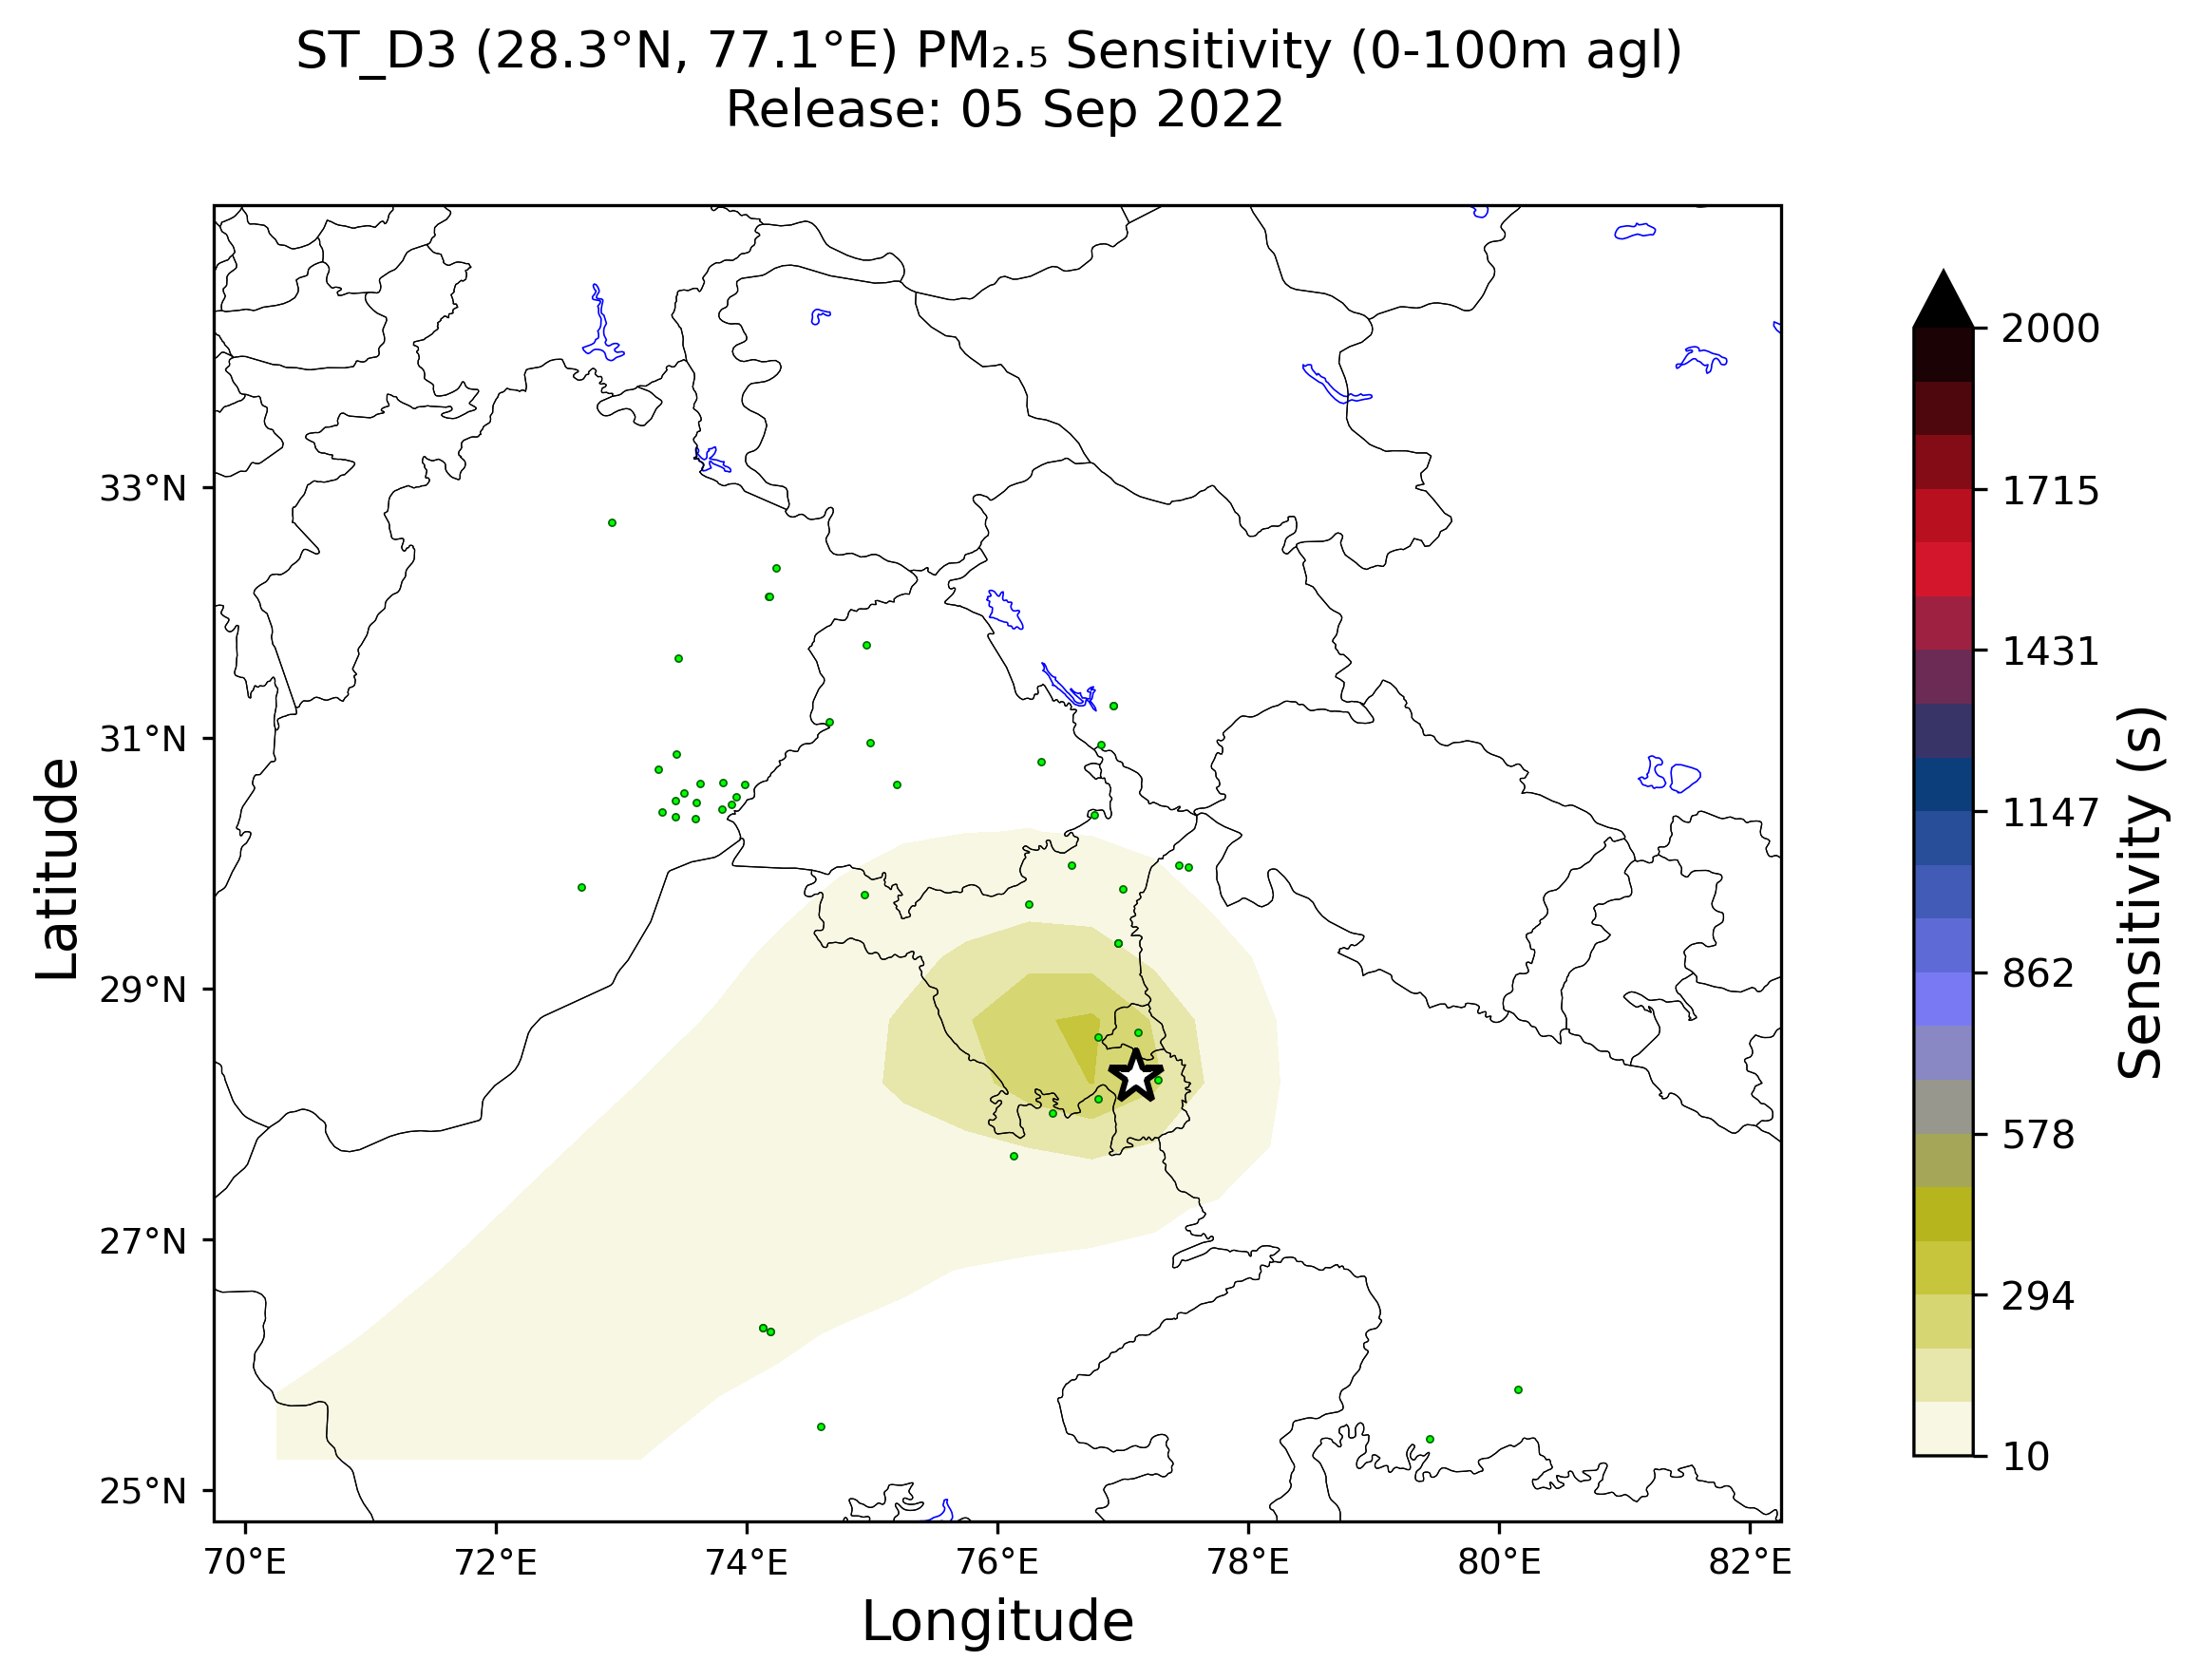 ST_D3 (28.3°N, 77.1°E) PM₂.₅ Sensitivity (0-100m agl)
Release: 05 Sep 2022
33°N
31°N
29°N
27°N
25°N
Latitude
70°E
72°E
74°E
76°E
78°E
80°E
82°E
Longitude
2000
1715
1431
1147
862
578
294
10
Sensitivity (s)